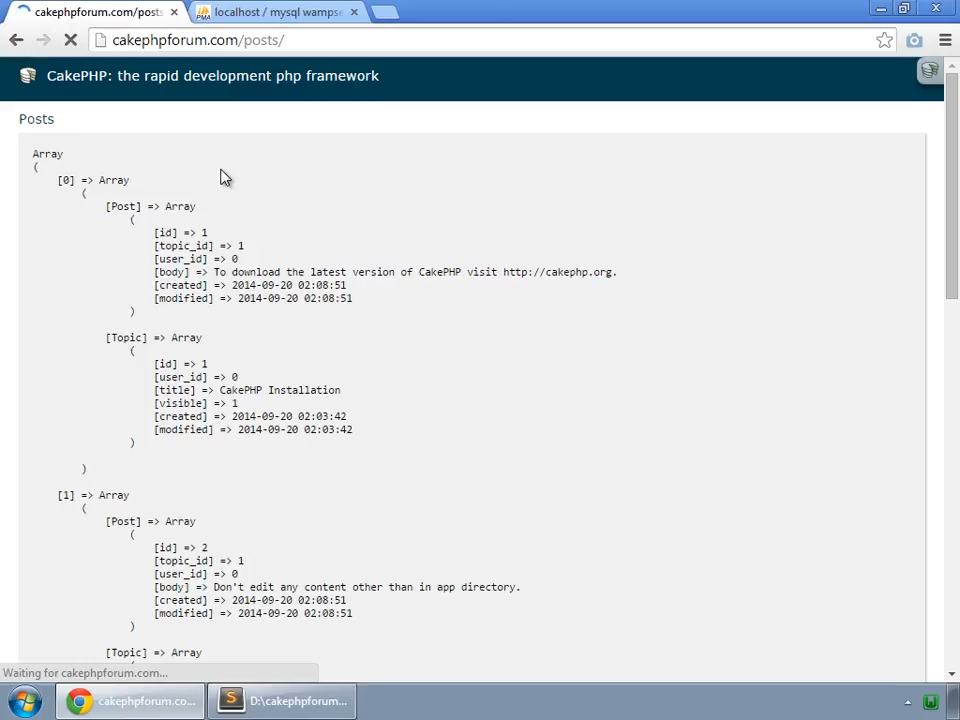 cakephpforum.com/posts
localhost / mysql wampse
cakephpforum.com/posts/
CakePHP: the rapid development php framework
Posts
Array
(
[0] => Array
(
[Post] => Array
(
[id] => 1
[topic_id] => 1
[user_id] => 0
[body] => To download the latest version of CakePHP visit http://cakephp.org.
[created] => 2014-09-20 02:08:51
[modified] => 2014-09-20 02:08:51
)
[Topic] => Array
(
[id] => 1
[user_id] => 0
[title] => CakePHP Installation
[visible] => 1
[created] => 2014-09-20 02:03:42
[modified] => 2014-09-20 02:03:42
)
)
[1] => Array
(
[Post] => Array
(
[id] => 2
[topic_id] => 1
[user_id] => 0
[body] => Don't edit any content other than in app directory.
[created] => 2014-09-20 02:08:51
[modified] => 2014-09-20 02:08:51
)
[Topic] => Array
(
Waiting for cakephpforum.com...
cakephpforum.co...
D:\cakephpforum...